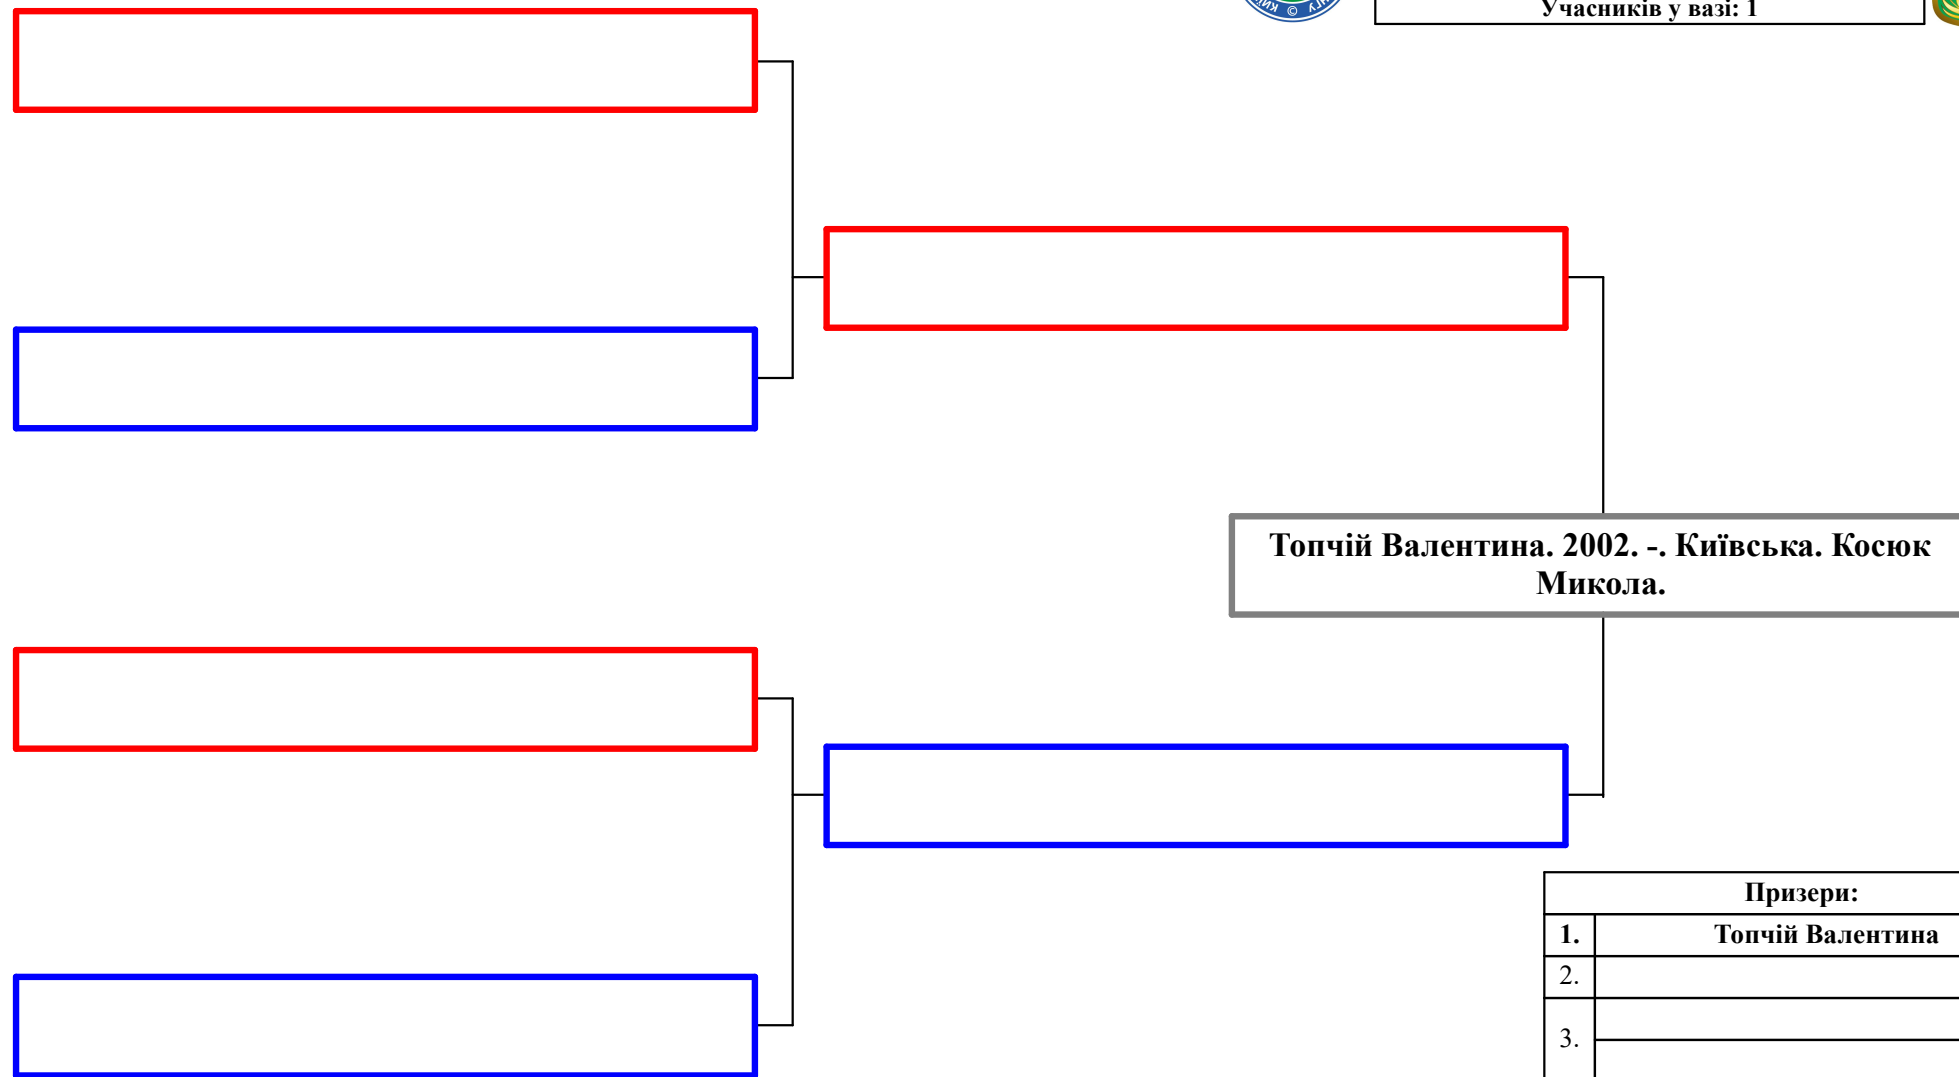 Учасників у вазі: 1
Топчій Валентина. 2002. -. Київська. Косюк
Микола.
Призери:
1. Топчій Валентина
2.
3.